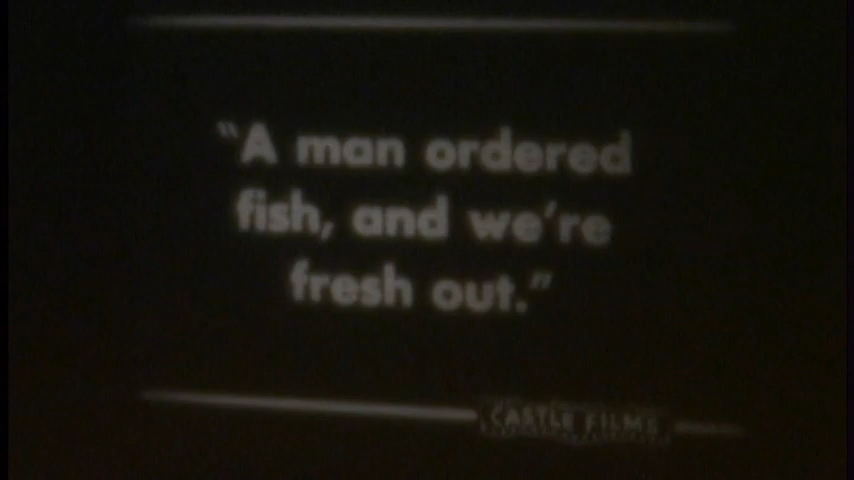 "A man ordered
fish, and we're
fresh out."
CASTLE FILMS